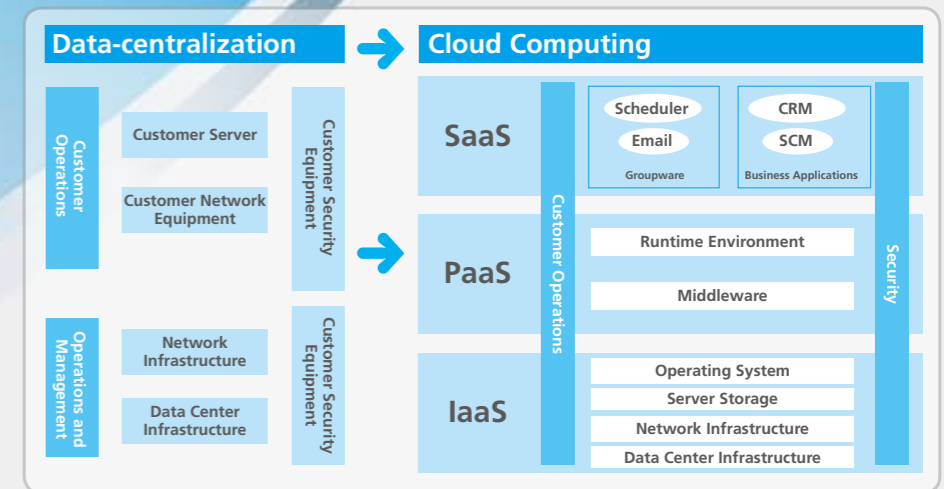 Data-centralization
Cloud Computing
Customer
Operations
Customer Server
Customer Network
Equipment
Customer Security
Equipment
Operations and
Management
Network
Infrastructure
Data Center
Infrastructure
Customer Security
Equipment
SaaS
Customer Operations
Scheduler
Email
Groupware
CRM
SCM
Business Applications
Security
PaaS
Runtime Environment
Middleware
IaaS
Operating System
Server Storage
Network Infrastructure
Data Center Infrastructure